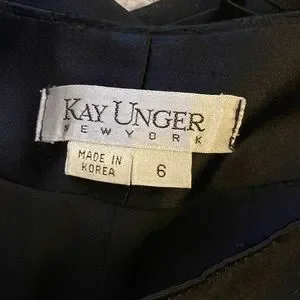 KAY UNGER
NEW YORK
MADE IN
KOREA
6